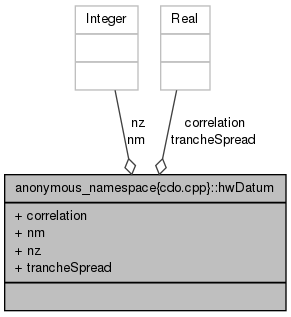 Integer
Real
nz
nm
correlation
trancheSpread
anonymous_namespace{cdo.cpp}::hwDatum
+ correlation
+ nm
+ nz
+ trancheSpread